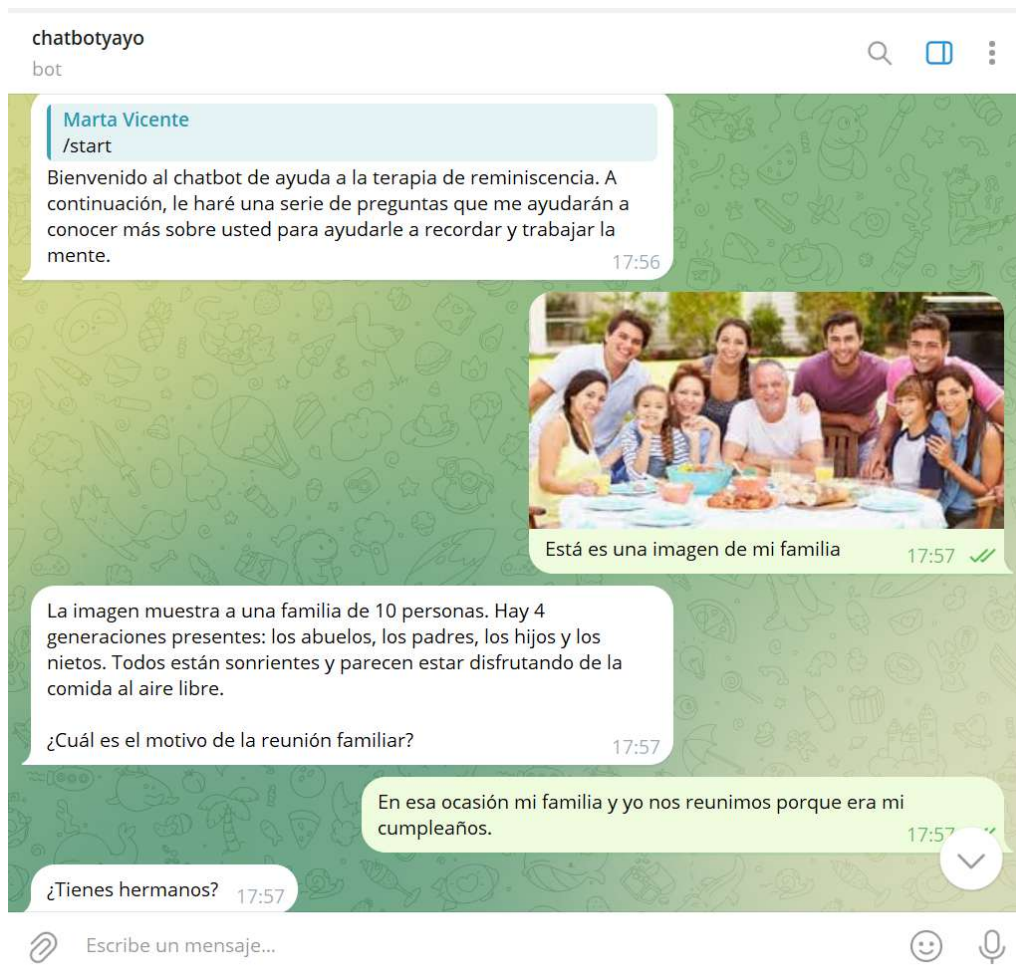 chatbotyayo
bot
Marta Vicente
/start
Bienvenido al chatbot de ayuda a la terapia de reminiscencia. A
continuación, le haré una serie de preguntas que me ayudarán a
conocer más sobre usted para ayudarle a recordar y trabajar la
mente.
17:56
Está es una imagen de mi familia
17:57
La imagen muestra a una familia de 10 personas. Hay 4
generaciones presentes: los abuelos, los padres, los hijos y los
nietos. Todos están sonrientes y parecen estar disfrutando de la
comida al aire libre.
¿Cuál es el motivo de la reunión familiar?
17:57
En esa ocasión mi familia y yo nos reunimos porque era mi
cumpleaños.
17:57
¿Tienes hermanos?
17:57
Escribe un mensaje...